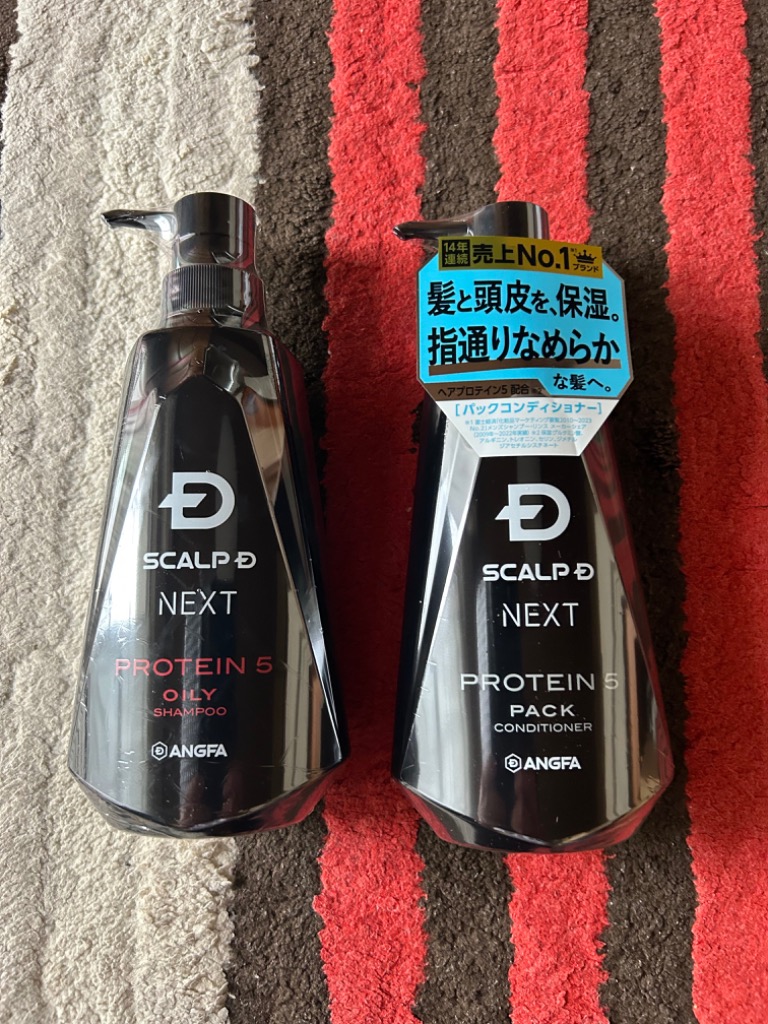 SCALP D
NEXT
PROTEIN 5
OILY
SHAMPOO
ANGFA
14年
連続
売上No.1
※1
ブランド
髪と頭皮を、保湿。
指通りなめらか
な髪へ。
ヘアプロテイン5 配合
[パックコンディショナー]
SCALP D
NEXT
PROTEIN 5
PACK
CONDITIONER
ANGFA